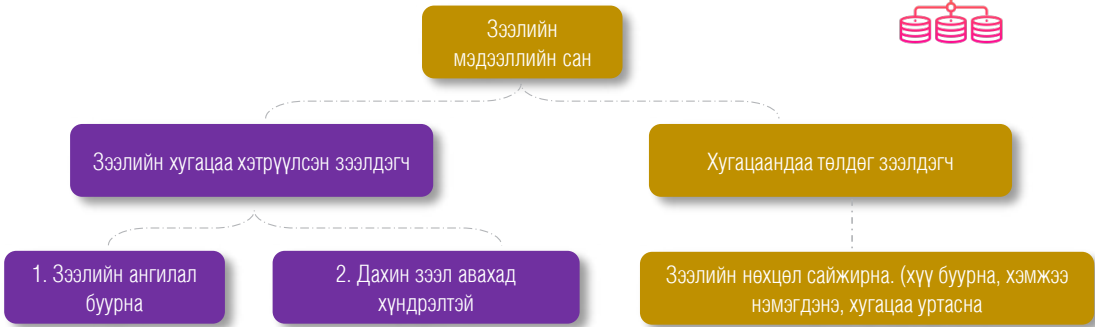 Зээлийн
мэдээллийн сан
Зээлийн хугацаа хэтрүүлсэн зээлдэгч
Хугацаандаа төлдөг зээлдэгч
1. Зээлийн ангилал
буурна
2. Дахин зээл авахад
хүндрэлтэй
Зээлийн нөхцөл сайжирна. (хүү буурна, хэмжээ
нэмэгдэнэ, хугацаа уртасна